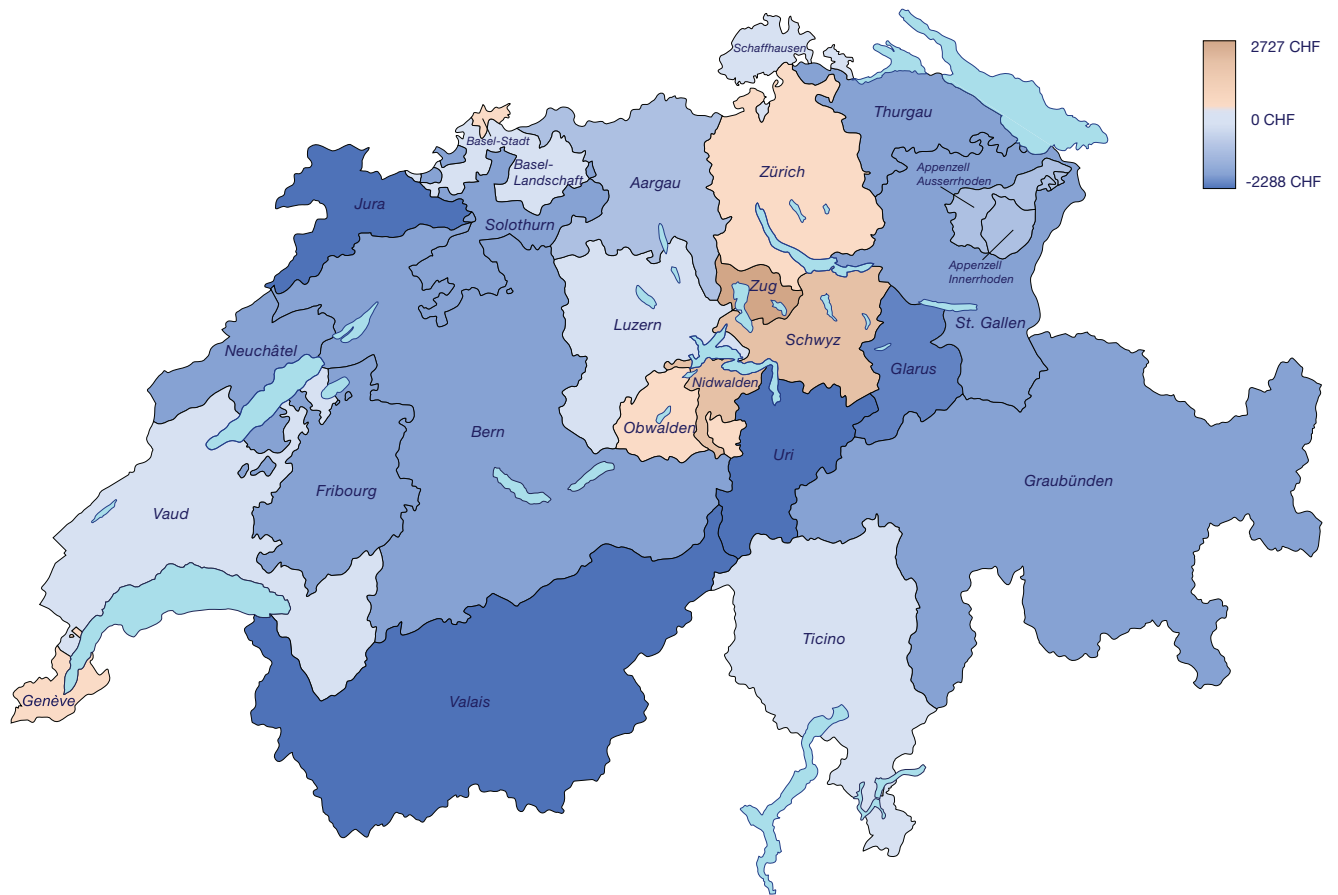 Schaffhausen
2727 CHF
0 CHF
-2288 CHF
Thurgau
Basel-Stadt
Basel-
Landschaft
Aargau
Zürich
Appenzell
Ausserrhoden
Jura
Solothurn
Appenzell
Innerrhoden
Zug
Luzern
Schwyz
St. Gallen
Neuchâtel
Glarus
Nidwalden
Obwalden
Bern
Uri
Graubünden
Fribourg
Vaud
Ticino
Genève
Valais